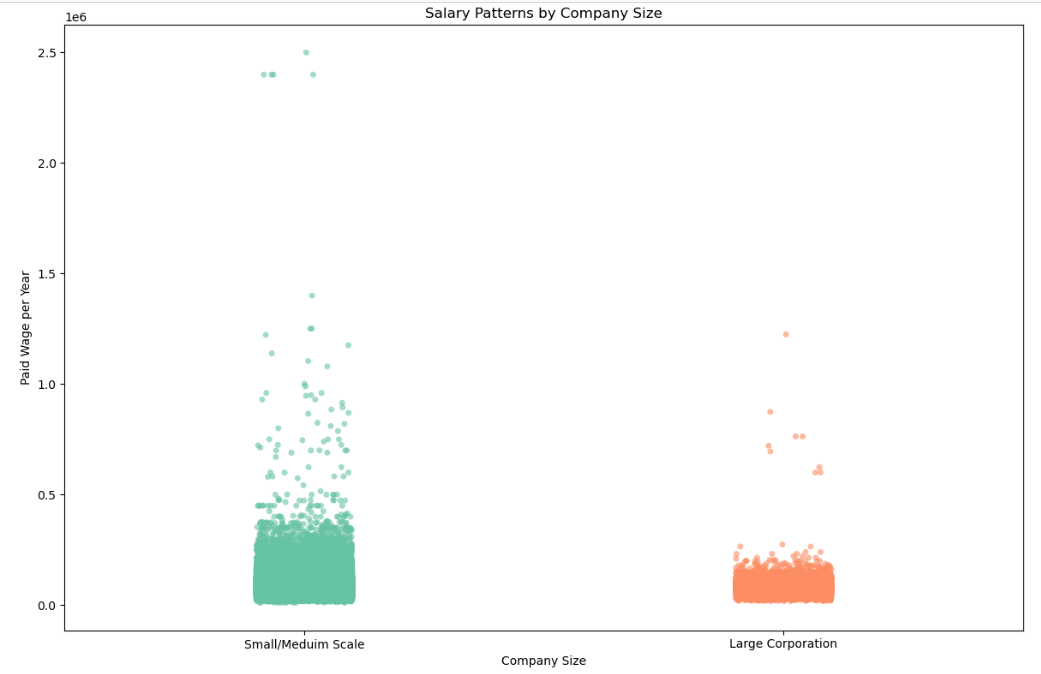 Salary Patterns by Company Size
1e6
2.5
2.0
1.5
1.0
0.5
0.0
Paid Wage per Year
Small/Meduim Scale
Large Corporation
Company Size